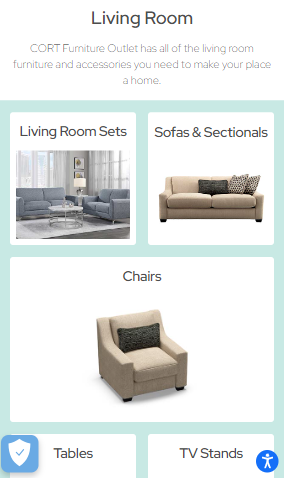 Living Room
CORT Furniture Outlet has all of the living room
furniture and accessories you need to make your place
a home.
Living Room Sets
Sofas & Sectionals
Chairs
Tables
TV Stands